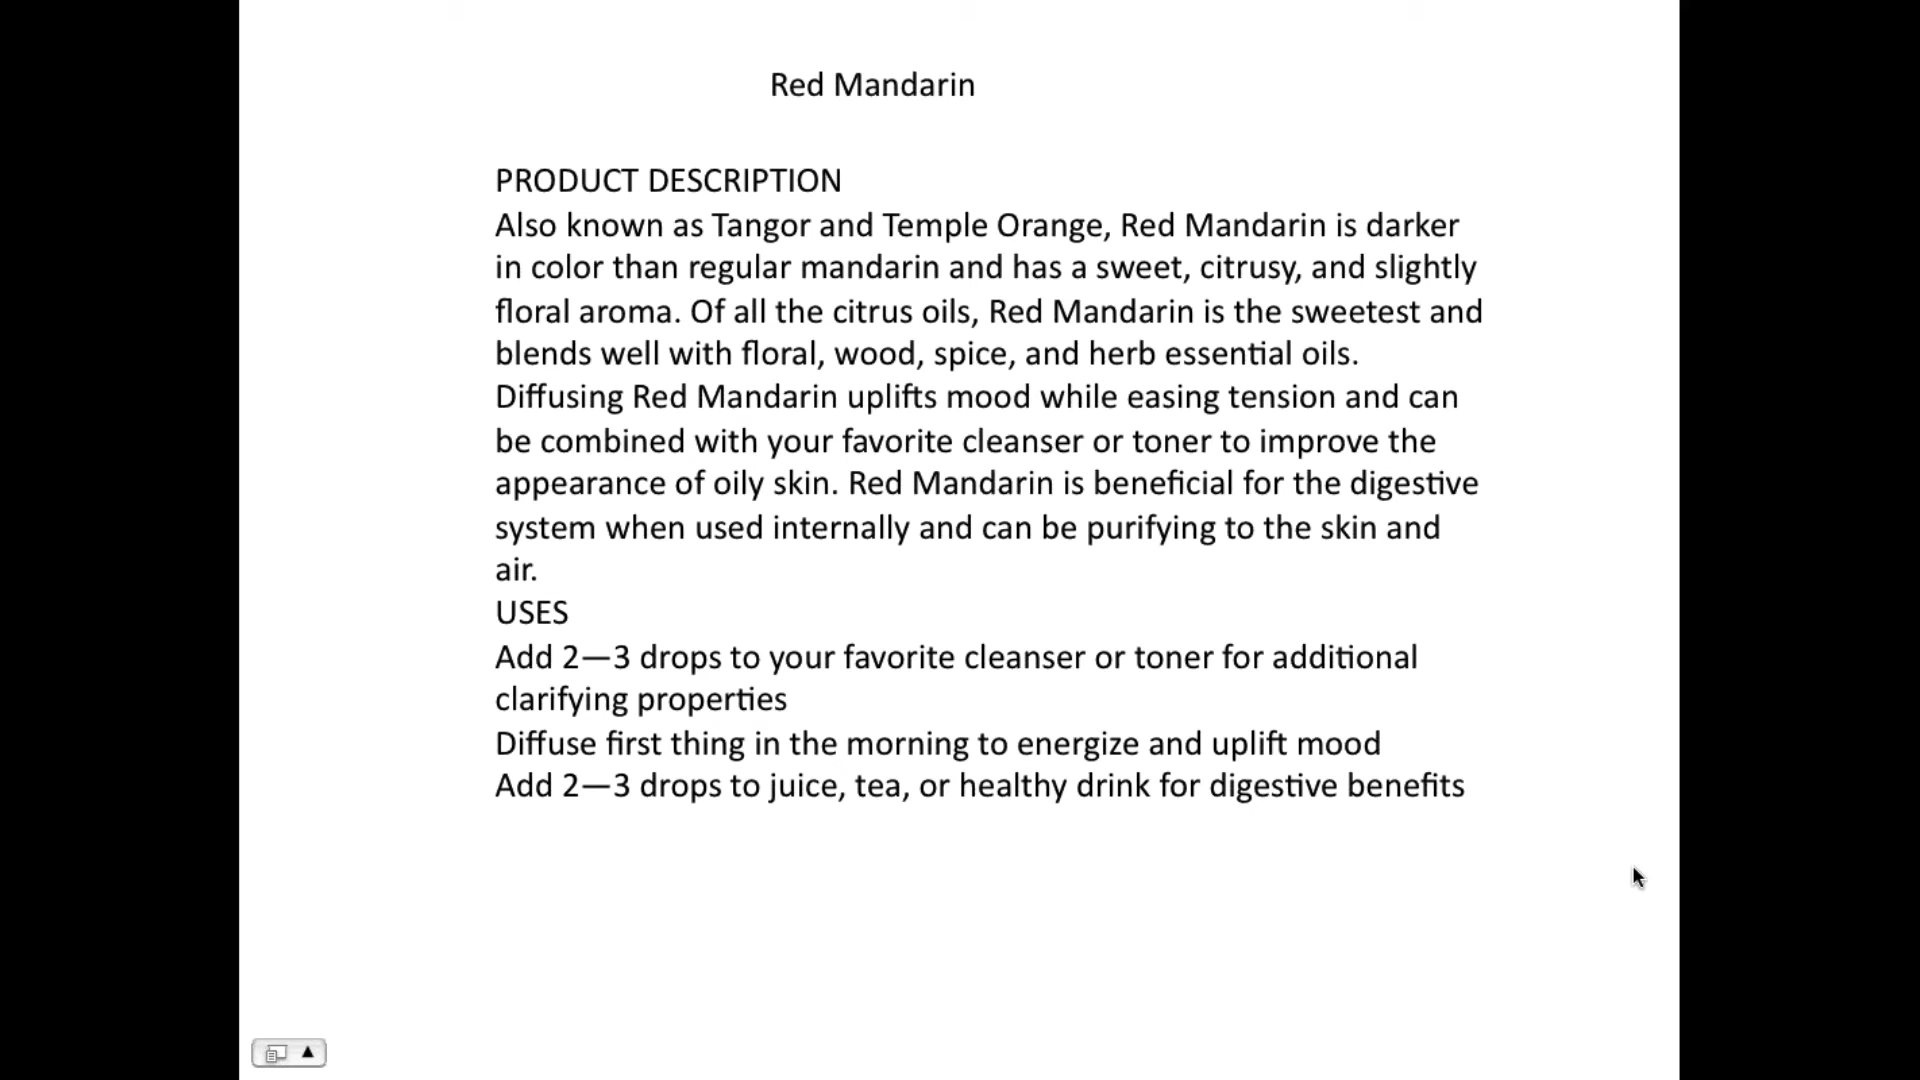 Red Mandarin
PRODUCT DESCRIPTION
Also known as Tangor and Temple Orange, Red Mandarin is darker
in color than regular mandarin and has a sweet, citrusy, and slightly
floral aroma. Of all the citrus oils, Red Mandarin is the sweetest and
blends well with floral, wood, spice, and herb essential oils.
Diffusing Red Mandarin uplifts mood while easing tension and can
be combined with your favorite cleanser or toner to improve the
appearance of oily skin. Red Mandarin is beneficial for the digestive
system when used internally and can be purifying to the skin and
air.
USES
Add 2—3 drops to your favorite cleanser or toner for additional
clarifying properties
Diffuse first thing in the morning to energize and uplift mood
Add 2—3 drops to juice, tea, or healthy drink for digestive benefits